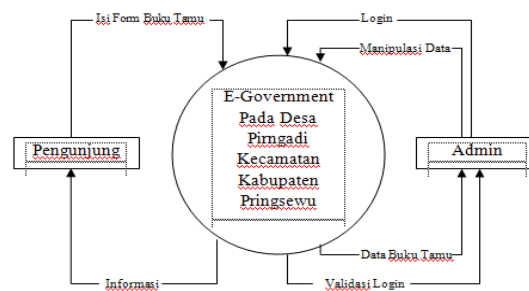 Isi Form Buku Tamu
Login
Manipulasi Data
E-Government
Pada Desa
Pirngadi
Kecamatan
Kabupaten
Pringsewu
Pengunjung
Admin
Data Buku Tamu
Informasi
Validasi Login